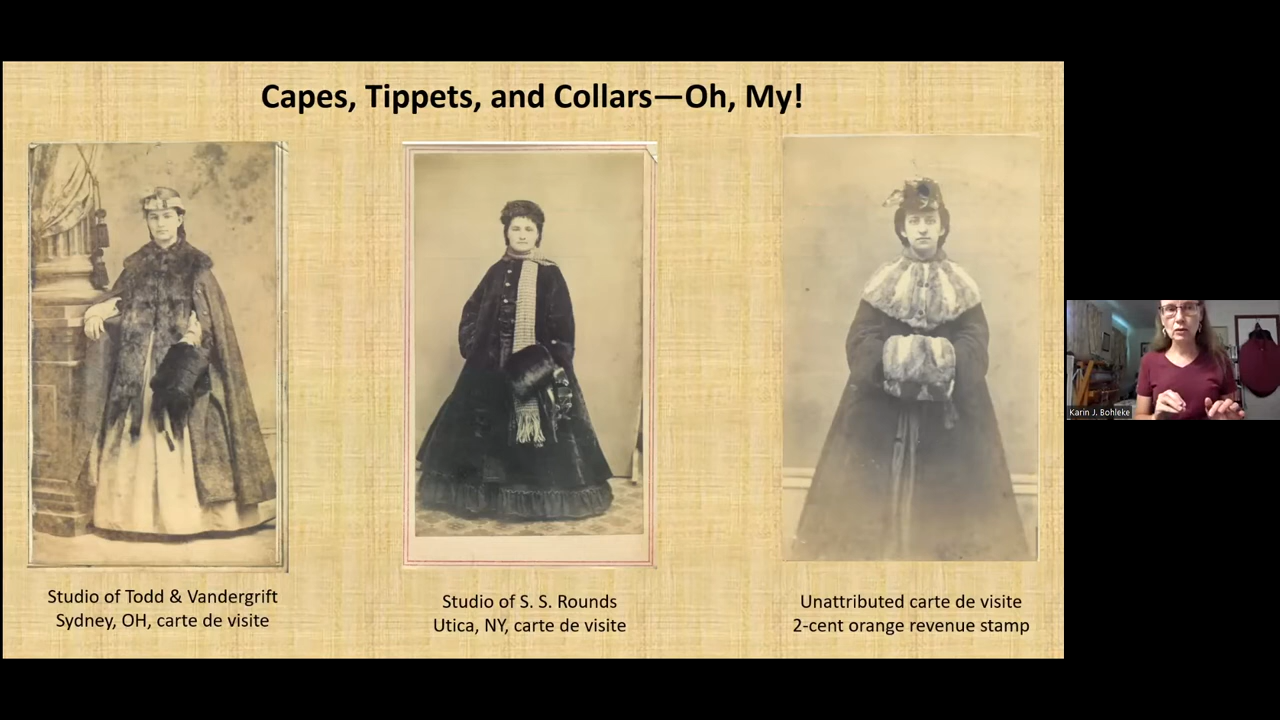 Capes, Tippets, and Collars—Oh, My!
Studio of Todd & Vandergrift
Sydney, OH, carte de visite
Studio of S. S. Rounds
Utica, NY, carte de visite
Unattributed carte de visite
2-cent orange revenue stamp
Karin J. Bohleke